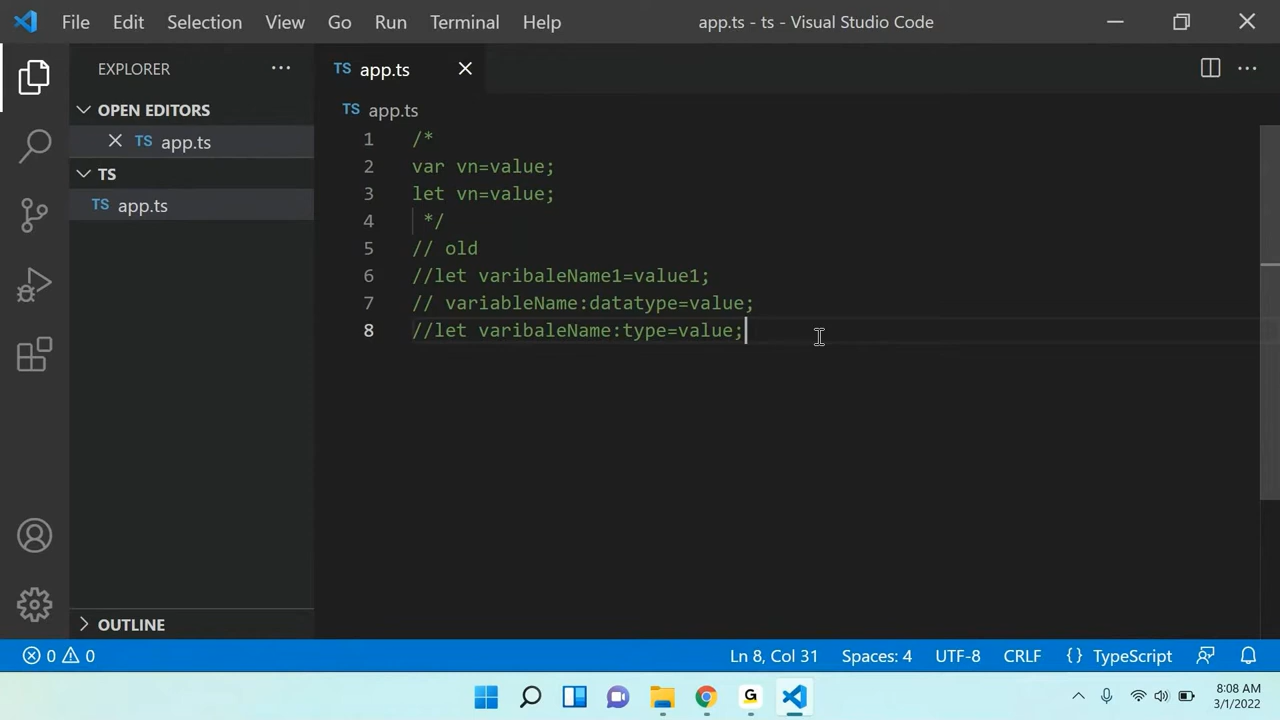 File Edit Selection View Go Run Terminal Help app.ts - ts - Visual Studio Code
EXPLORER
OPEN EDITORS
TS app.ts
TS
TS app.ts
OUTLINE
TS app.ts
TS app.ts
1 /*
2 var vn=value;
3 let vn=value;
4 */
5 // old
6 //let varibaleName1=value1;
7 // variableName:datatype=value;
8 //let varibaleName:type=value;
0 0 Ln 8, Col 31 Spaces: 4 UTF-8 CRLF {} TypeScript
G
8:08 AM
3/1/2022